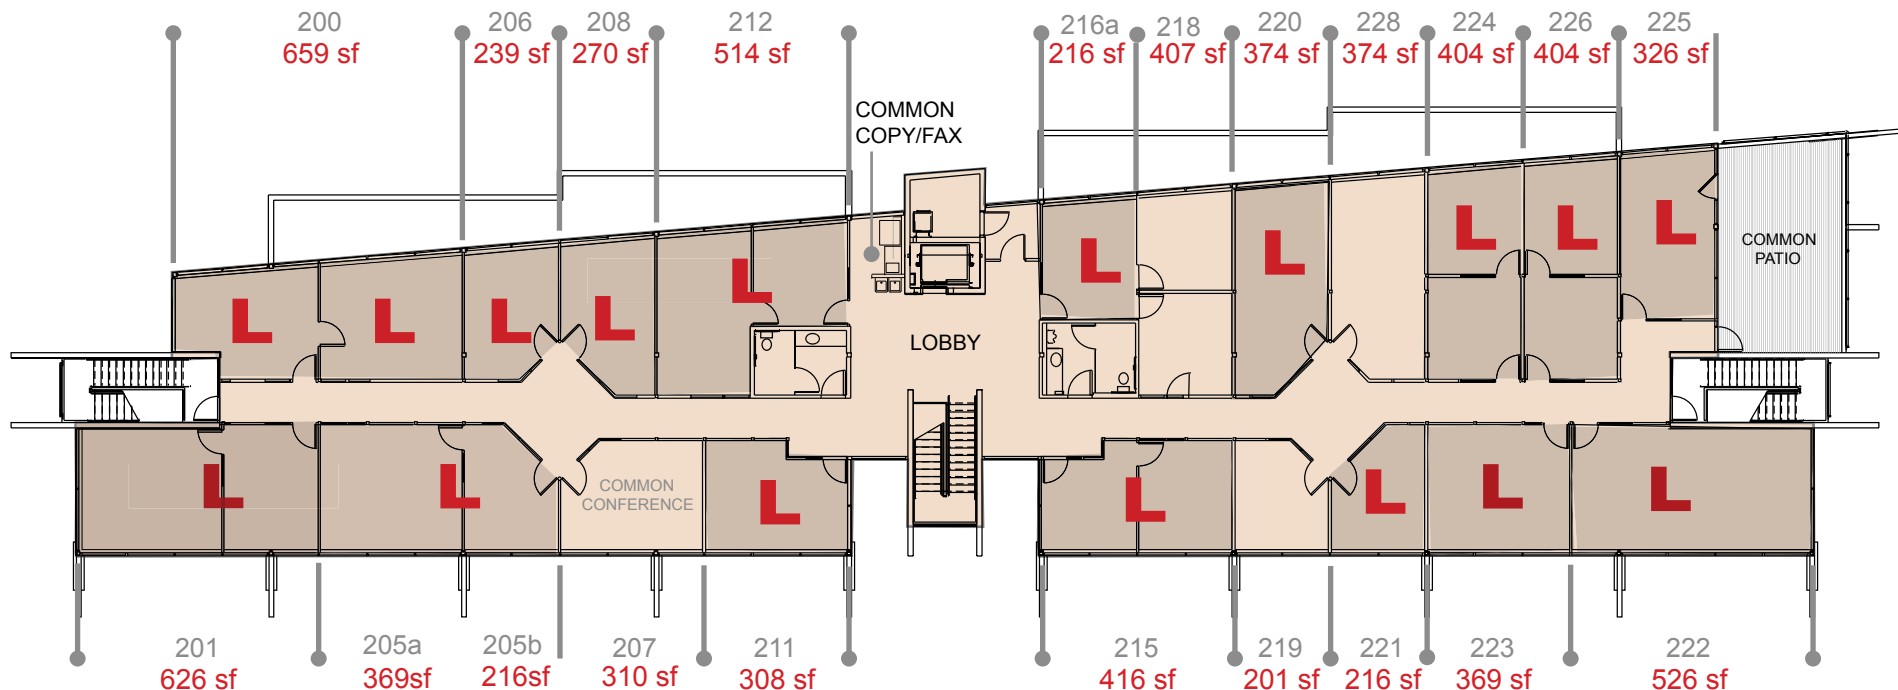 200
659 sf
206
239 sf
208
270 sf
212
514 sf
216a
216 sf
218
407 sf
220
374 sf
228
374 sf
224
404 sf
226
404 sf
225
326 sf
COMMON
COPY/FAX
L
L
L
L
L
L
L
L
L
L
COMMON
PATIO
LOBBY
L
L
COMMON
CONFERENCE
L
L
L
L
L
201
626 sf
205a
369sf
205b
216sf
207
310 sf
211
308 sf
215
416 sf
219
201 sf
221
216 sf
223
369 sf
222
526 sf